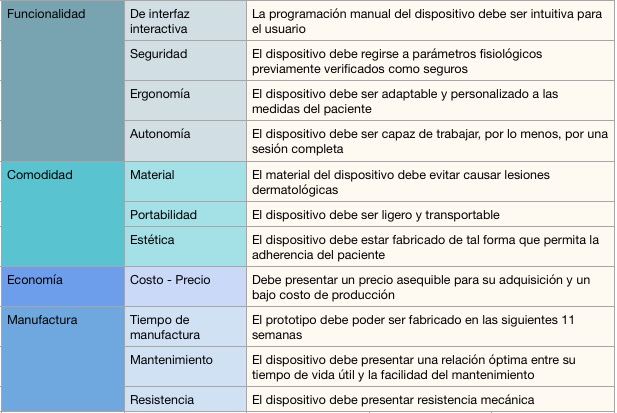 Funcionalidad
De interfaz
interactiva
La programación manual del dispositivo debe ser intuitiva para
el usuario
Seguridad
El dispositivo debe regirse a parámetros fisiológicos
previamente verificados como seguros
Ergonomía
El dispositivo debe ser adaptable y personalizado a las
medidas del paciente
Autonomía
El dispositivo debe ser capaz de trabajar, por lo menos, por una
sesión completa
Comodidad
Material
El material del dispositivo debe evitar causar lesiones
dermatológicas
Portabilidad
El dispositivo debe ser ligero y transportable
Estética
El dispositivo debe estar fabricado de tal forma que permita la
adherencia del paciente
Economía
Costo - Precio
Debe presentar un precio asequible para su adquisición y un
bajo costo de producción
Manufactura
Tiempo de
manufactura
El prototipo debe poder ser fabricado en las siguientes 11
semanas
Mantenimiento
El dispositivo debe presentar una relación óptima entre su
tiempo de vida útil y la facilidad del mantenimiento
Resistencia
El dispositivo debe presentar resistencia mecánica